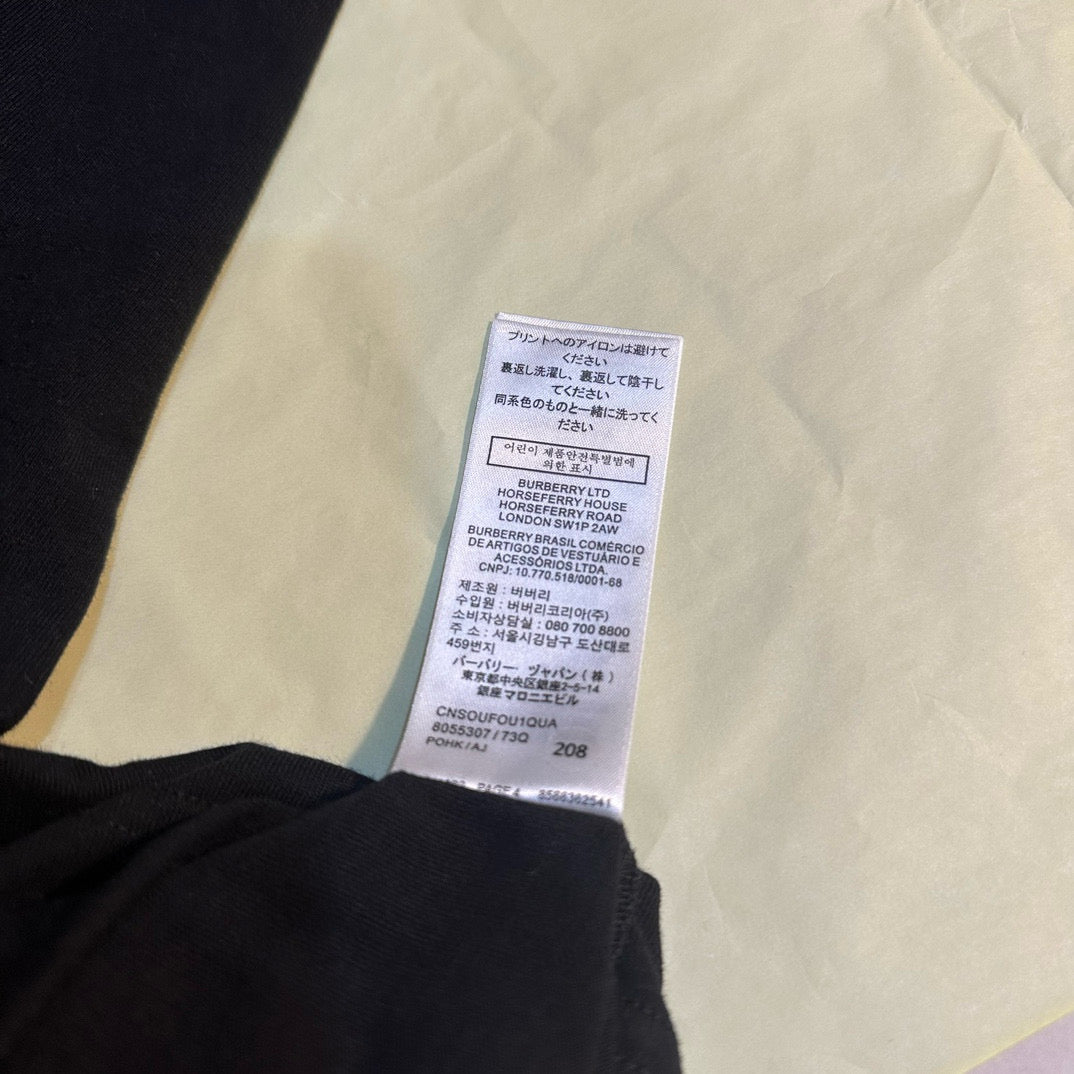 プリントへのアイロンは避けて
ください
裏返し洗濯し、裏返して陰干し
てください
同系色のものと一緒に洗ってく
ださい
어린이 제품안전특별범에
의한 표시
BURBERRY LTD
HORSEFERRY HOUSE
HORSEFERRY ROAD
LONDON SW1P 2AW
BURBERRY BRASIL COMÉRCIO
DE ARTIGOS DE VESTUÁRIO E
ACESSÓRIOS LTDA.
CNPJ: 10.770.518/0001-68
제조원 : 버버리
수입원 : 버버리코리아(주)
소비자상담실 : 080 700 8800
주 소 : 서울시깅남구 도산대로
459번지
バーバリー· ヅャパン ( 株 )
東京都中央区銀座2-5-14
銀座マロニエビル
CNSOUFOU1QUA
8055307 / 73Q 208
POHK / AJ
PAGE 4 8566362541